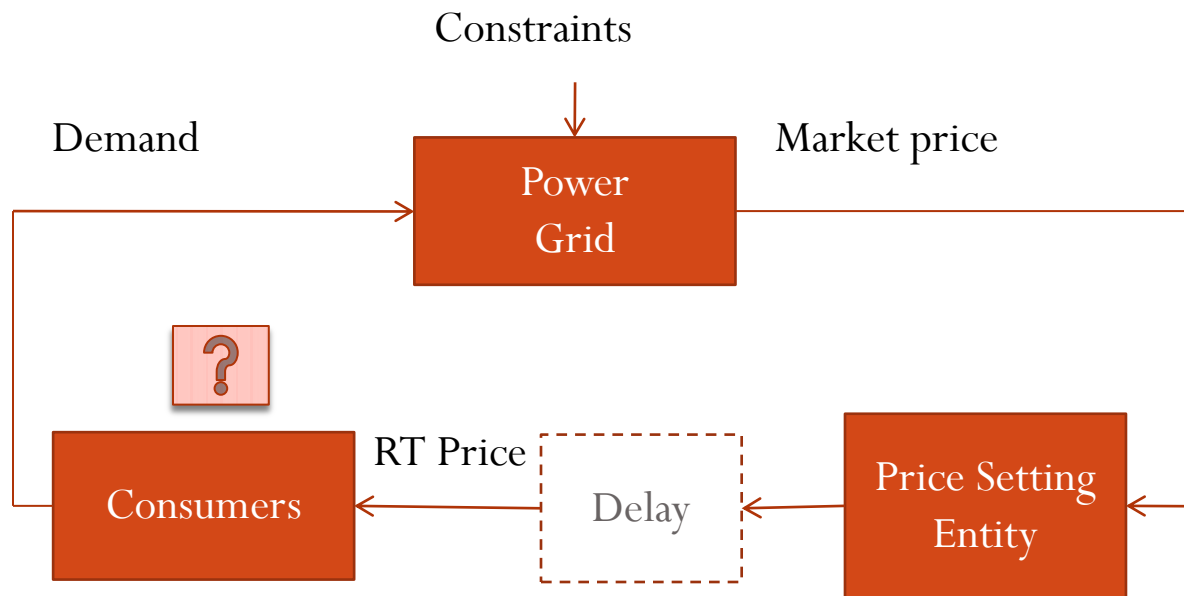 Constraints
Demand
Market price
Power
Grid
?
RT Price
Consumers
Delay
Price Setting
Entity